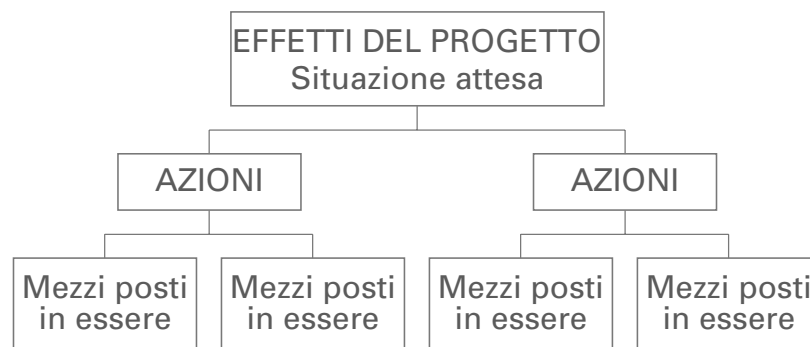 EFFETTI DEL PROGETTO
Situazione attesa
AZIONI
AZIONI
Mezzi posti
in essere
Mezzi posti
in essere
Mezzi posti
in essere
Mezzi posti
in essere